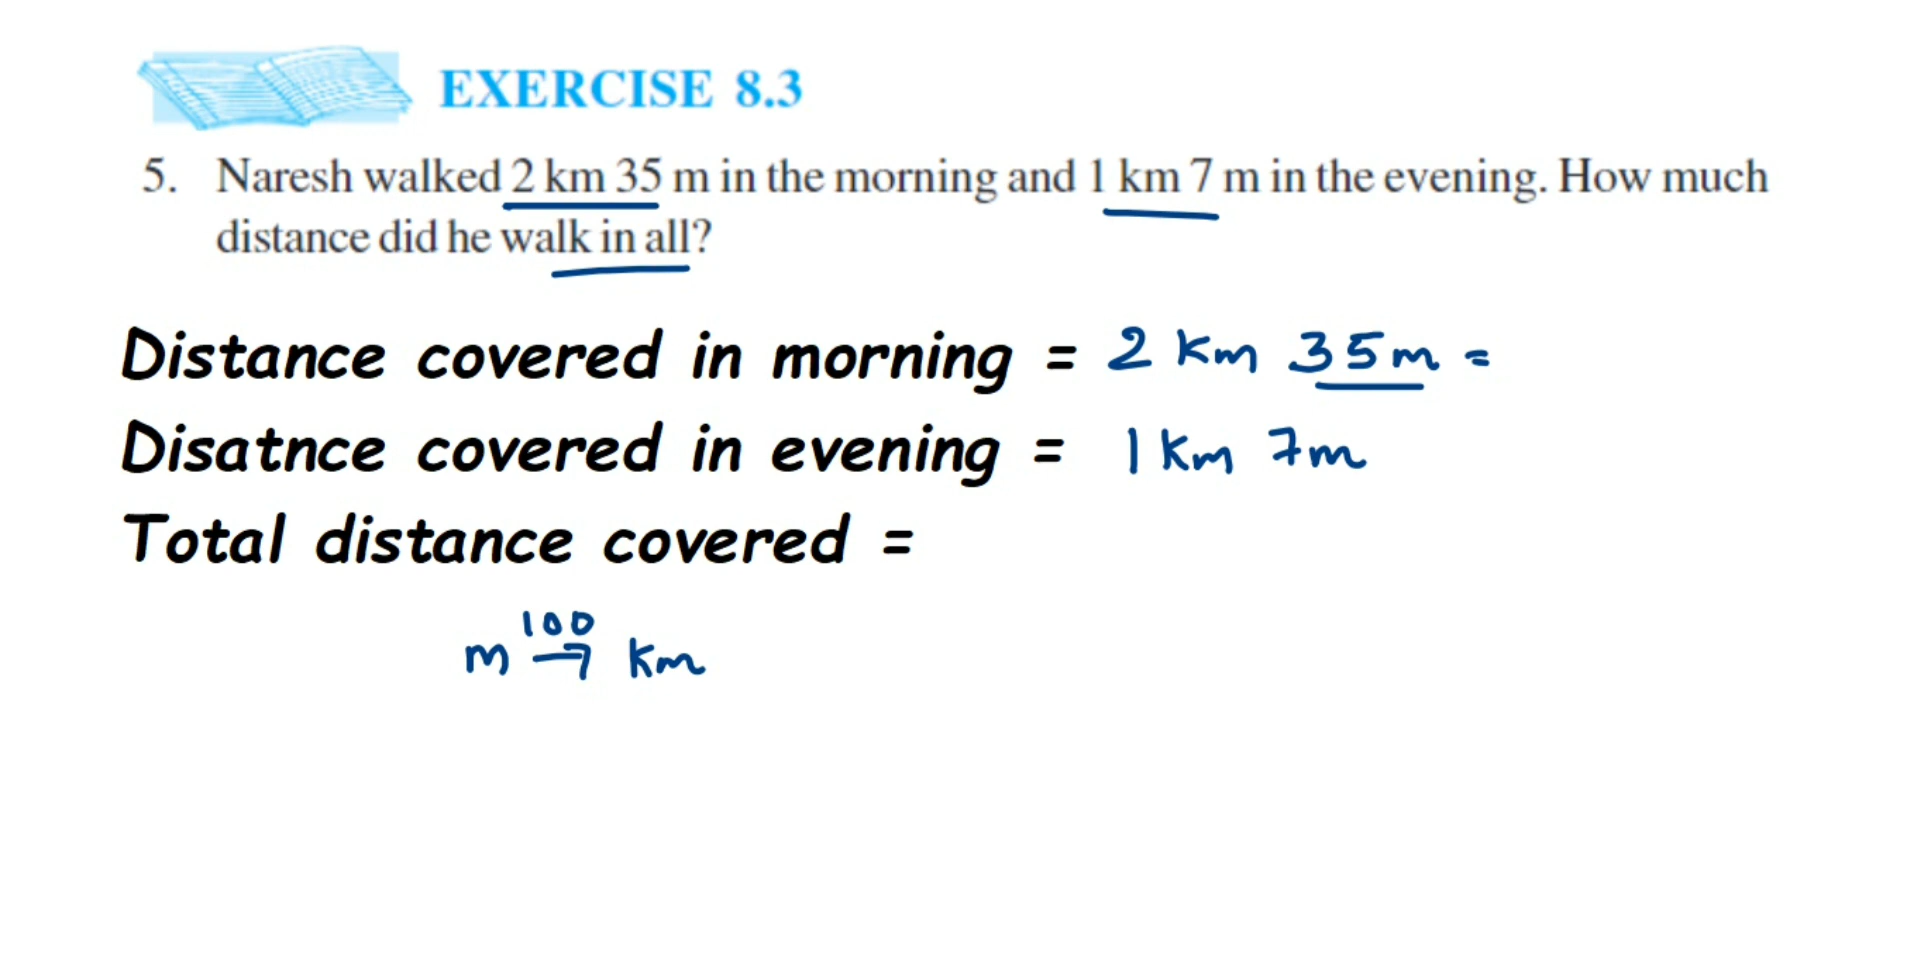 EXERCISE 8.3
5. Naresh walked 2 km 35 m in the morning and 1 km 7 m in the evening. How much
distance did he walk in all?
Distance covered in morning = 2 km 35m =
Disatnce covered in evening = 1 km 7m
Total distance covered =
100
m → km